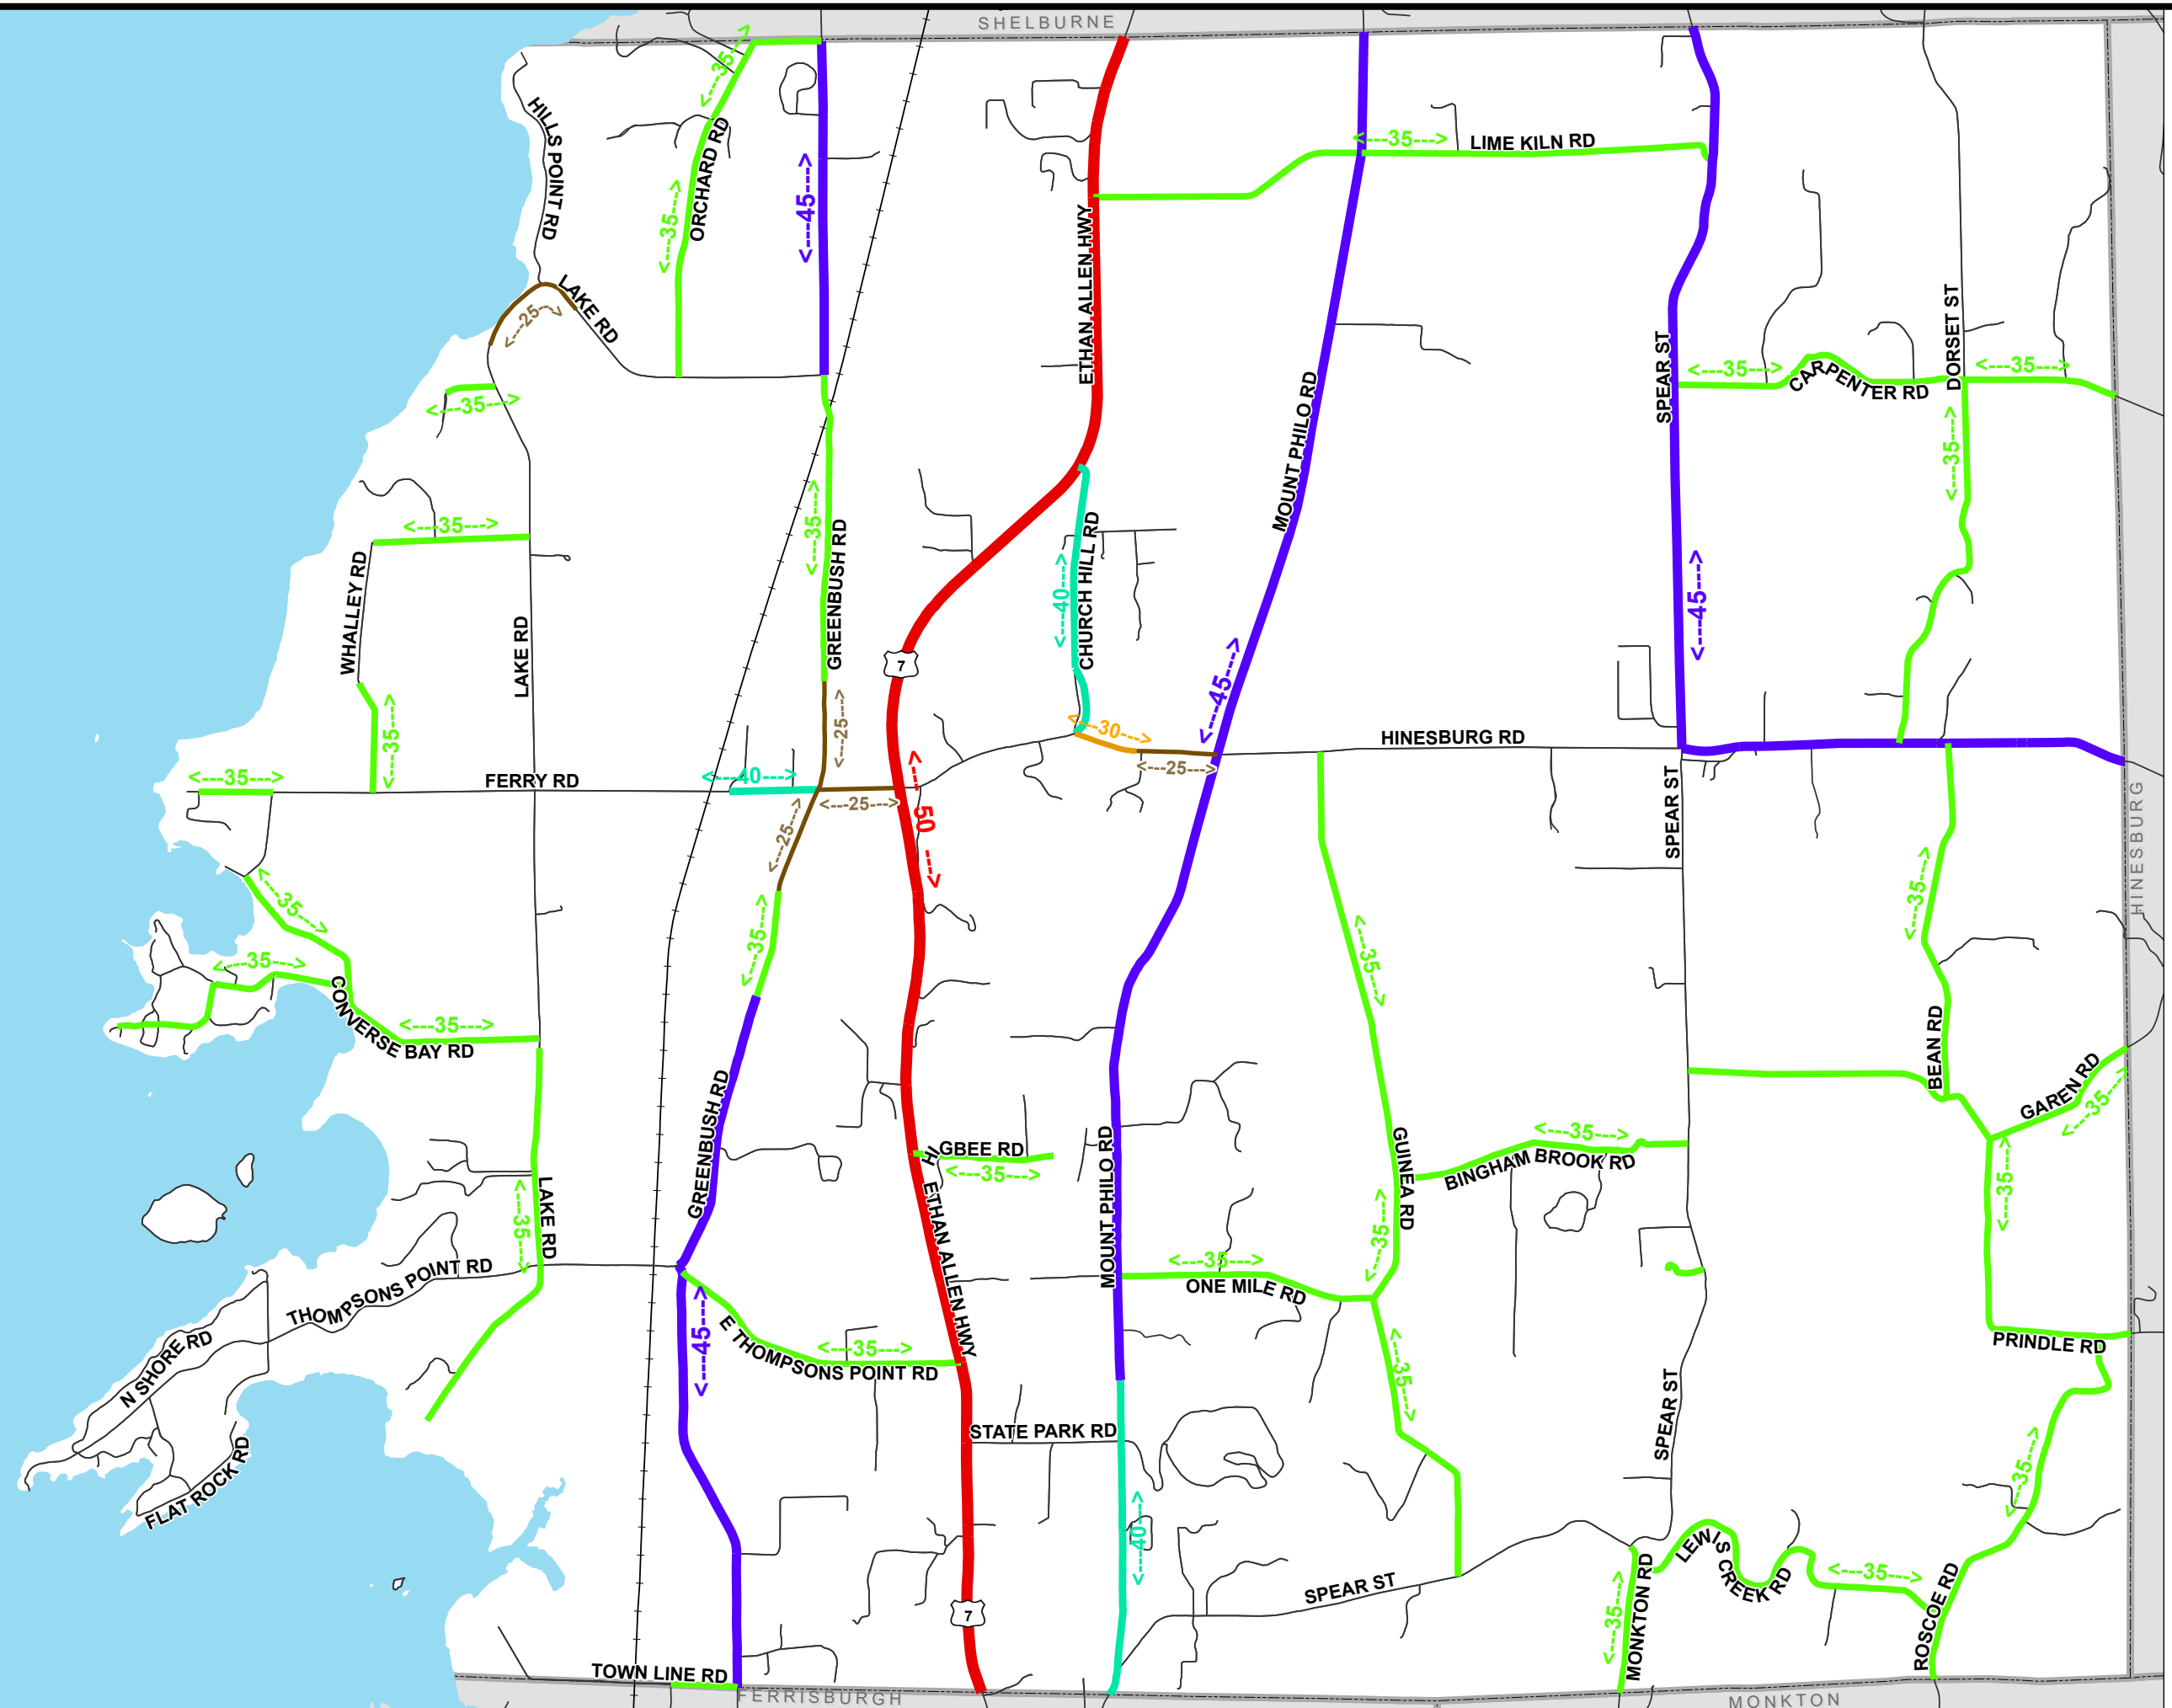 SHELBURNE
<---35--->
HILLS POINT RD
ORCHARD RD
<---35--->
<---45--->
<---35--->
LIME KILN RD
ETHAN ALLEN HWY
LAKE RD
<---25--->
<---35--->
SPEAR ST
DORSET ST
<---35--->
<---35--->
CARPENTER RD
MOUNT PHILO RD
<---35--->
<---35--->
<---35--->
GREENBUSH RD
CHURCH HILL RD
<---40--->
<---45--->
WHALLEY RD
LAKE RD
7
<---45--->
<---35--->
<---25--->
<---30--->
HINESBURG RD
<---25--->
<---35--->
FERRY RD
<---40--->
<---25--->
<---25--->
<--- 50 --->
SPEAR ST
HINESBURG
<---35--->
<---35--->
<---35--->
<---35--->
<---35--->
CONVERSE BAY RD
<---35--->
BEAN RD
GAREN RD
<---35--->
GREENBUSH RD
HIGBEE RD
<---35--->
MOUNT PHILO RD
GUINEA RD
<---35--->
BINGHAM BROOK RD
<---35--->
LAKE RD
<---35--->
ETHAN ALLEN HWY
<---35--->
ONE MILE RD
<---35--->
THOMPSONS POINT RD
<---45--->
E THOMPSONS POINT RD
<---35--->
PRINDLE RD
N SHORE RD
<---35--->
SPEAR ST
STATE PARK RD
FLAT ROCK RD
<---35--->
<---40--->
LEWIS CREEK RD
<---35--->
SPEAR ST
7
<---35--->
MONKTON RD
ROSCOE RD
TOWN LINE RD
FERRISBURGH
MONKTON